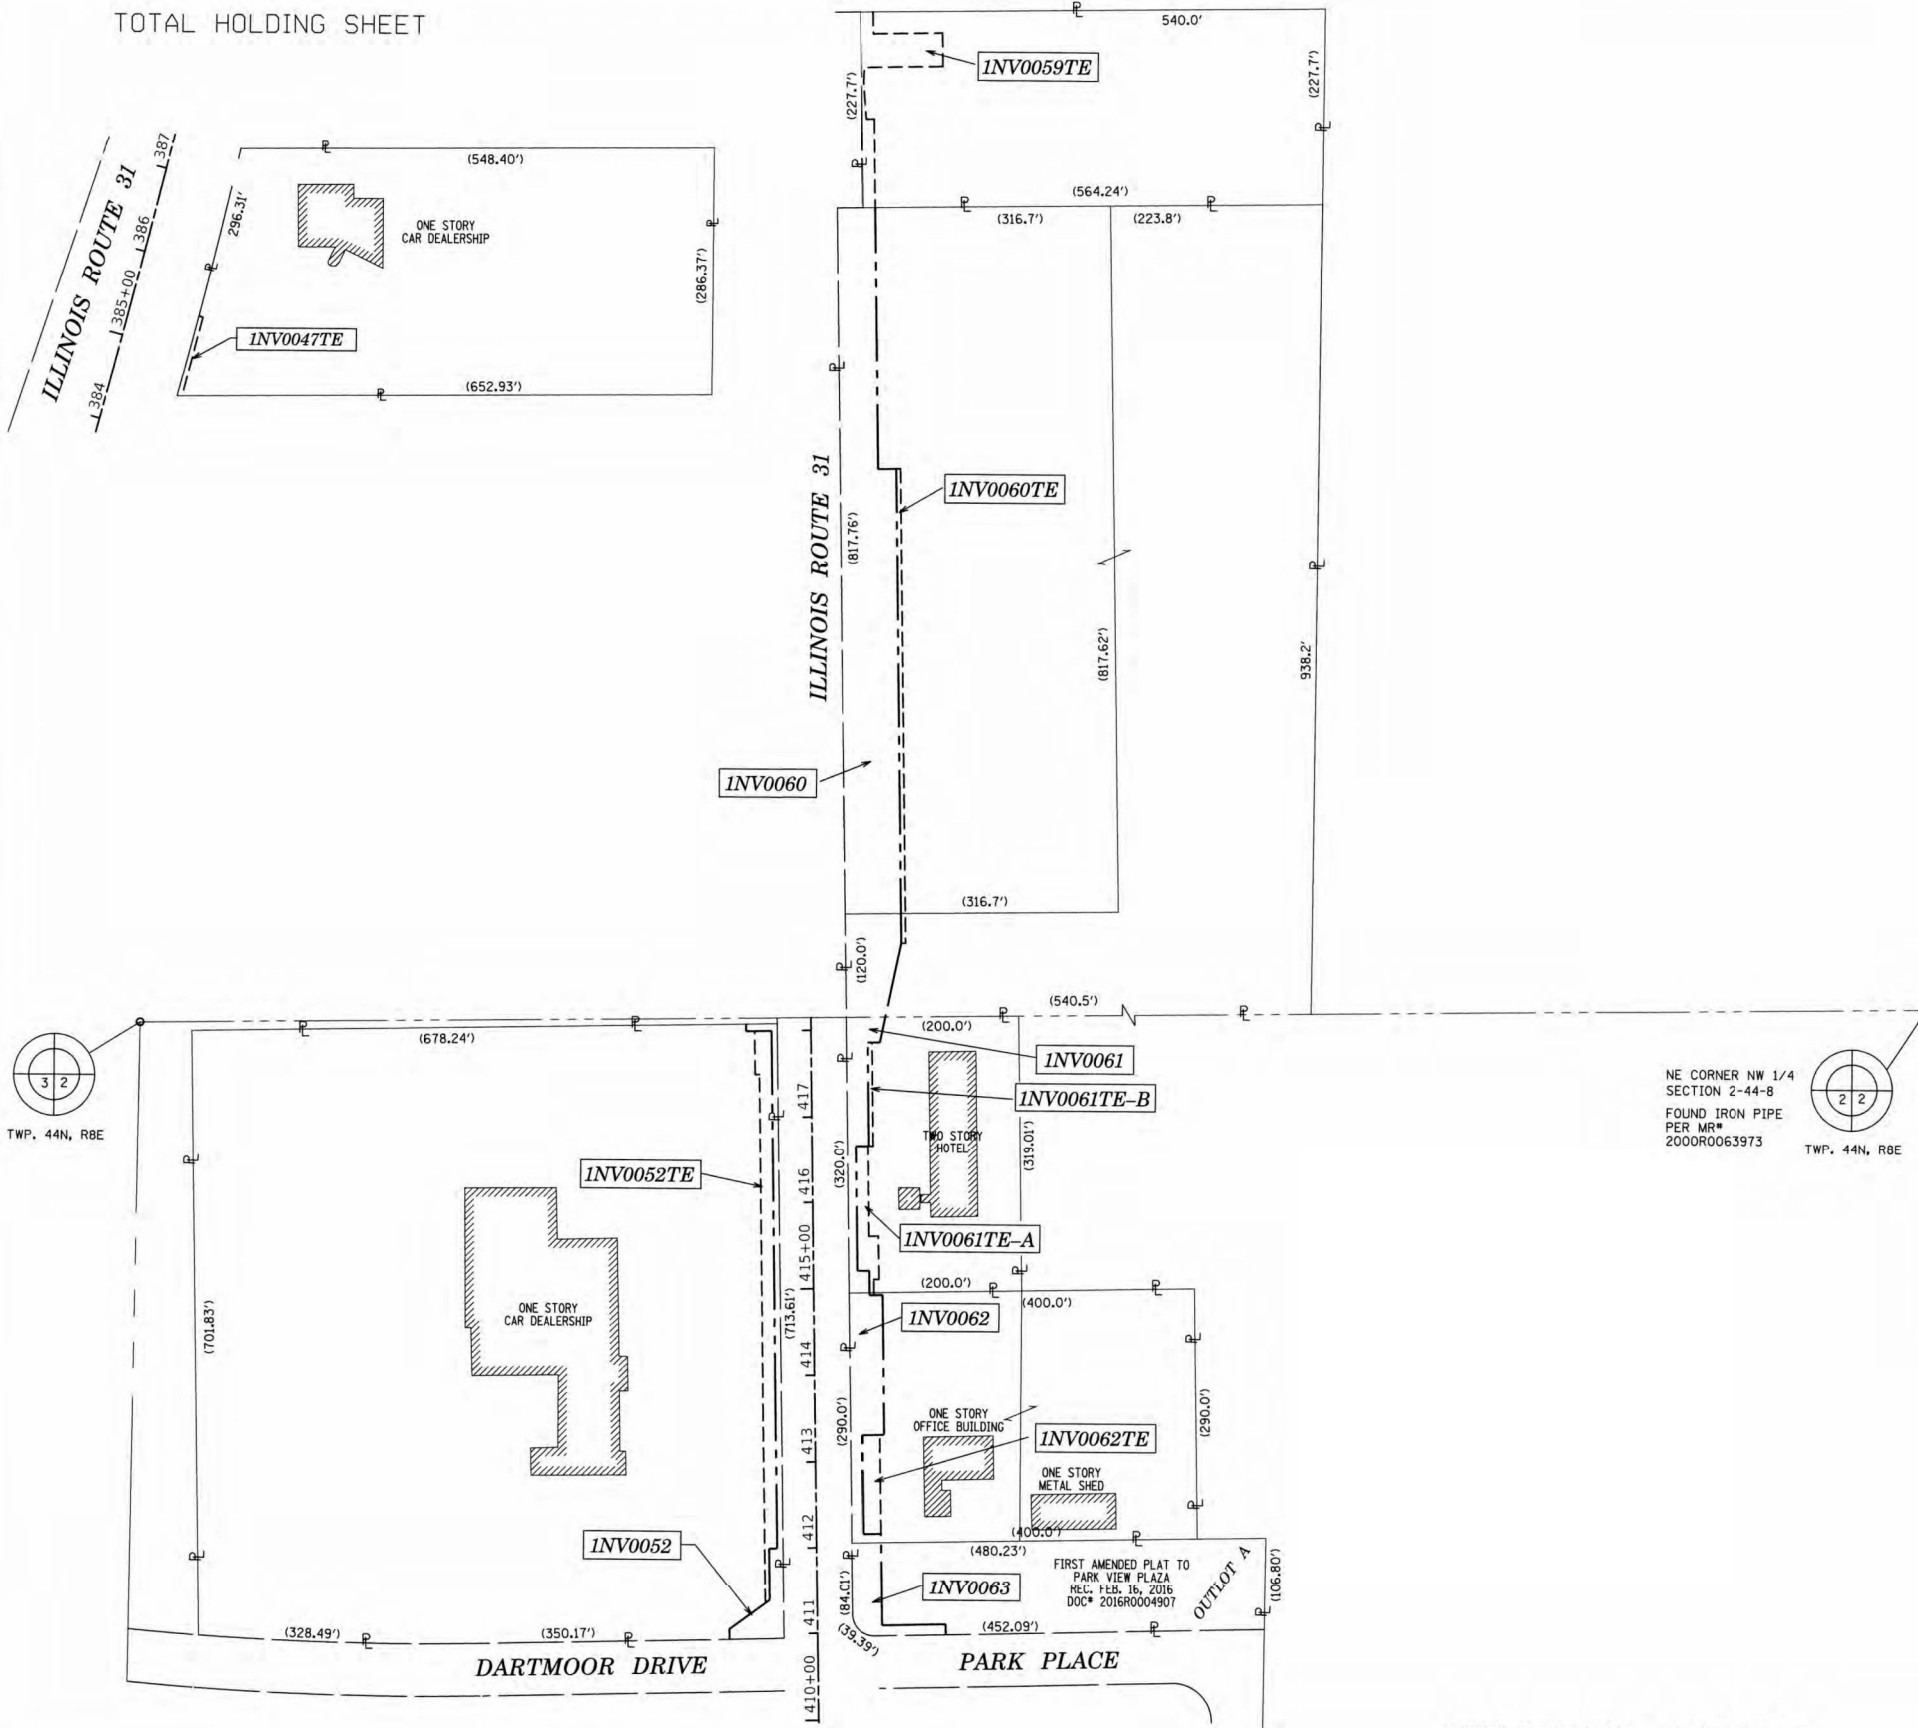 TOTAL HOLDING SHEET
540.0'
1NV0059TE
(227.7')
(227.7')
ILLINOIS ROUTE 31
387
386
385+00
384
296.31'
(548.40')
ONE STORY
CAR DEALERSHIP
(286.37')
1NV0047TE
(652.93')
(564.24')
(316.7')
(223.8')
ILLINOIS ROUTE 31
(817.76')
1NV0060TE
(817.62')
938.2'
1NV0060
(316.7')
(120.0')
(540.5')
3 2
TWP. 44N, R8E
(678.24')
(200.0')
1NV0061
1NV0061TE-B
NE CORNER NW 1/4
SECTION 2-44-8
FOUND IRON PIPE
PER MR#
2000R0063973
2 2
TWP. 44N, R8E
417
416
415+00
414
413
412
411
410+00
TWO STORY
HOTEL
(319.01')
(320.0')
1NV0052TE
1NV0061TE-A
(701.83')
ONE STORY
CAR DEALERSHIP
(713.61')
(200.0')
(400.0')
1NV0062
(290.0')
(290.0')
ONE STORY
OFFICE BUILDING
1NV0062TE
ONE STORY
METAL SHED
(400.0')
(480.23')
1NV0052
FIRST AMENDED PLAT TO
PARK VIEW PLAZA
REC. FEB. 16, 2016
DOC# 2016R0004907
OUTLOT A
(106.80')
(84.01')
1NV0063
(39.39')
(452.09')
(328.49')
(350.17')
DARTMOOR DRIVE
PARK PLACE